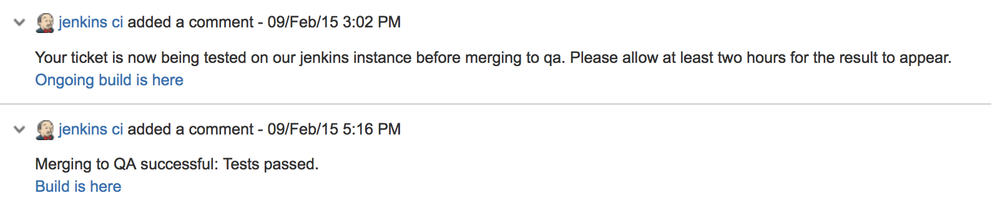 jenkins ci added a comment - 09/Feb/15 3:02 PM
Your ticket is now being tested on our jenkins instance before merging to qa. Please allow at least two hours for the result to appear.
Ongoing build is here
jenkins ci added a comment - 09/Feb/15 5:16 PM
Merging to QA successful: Tests passed.
Build is here